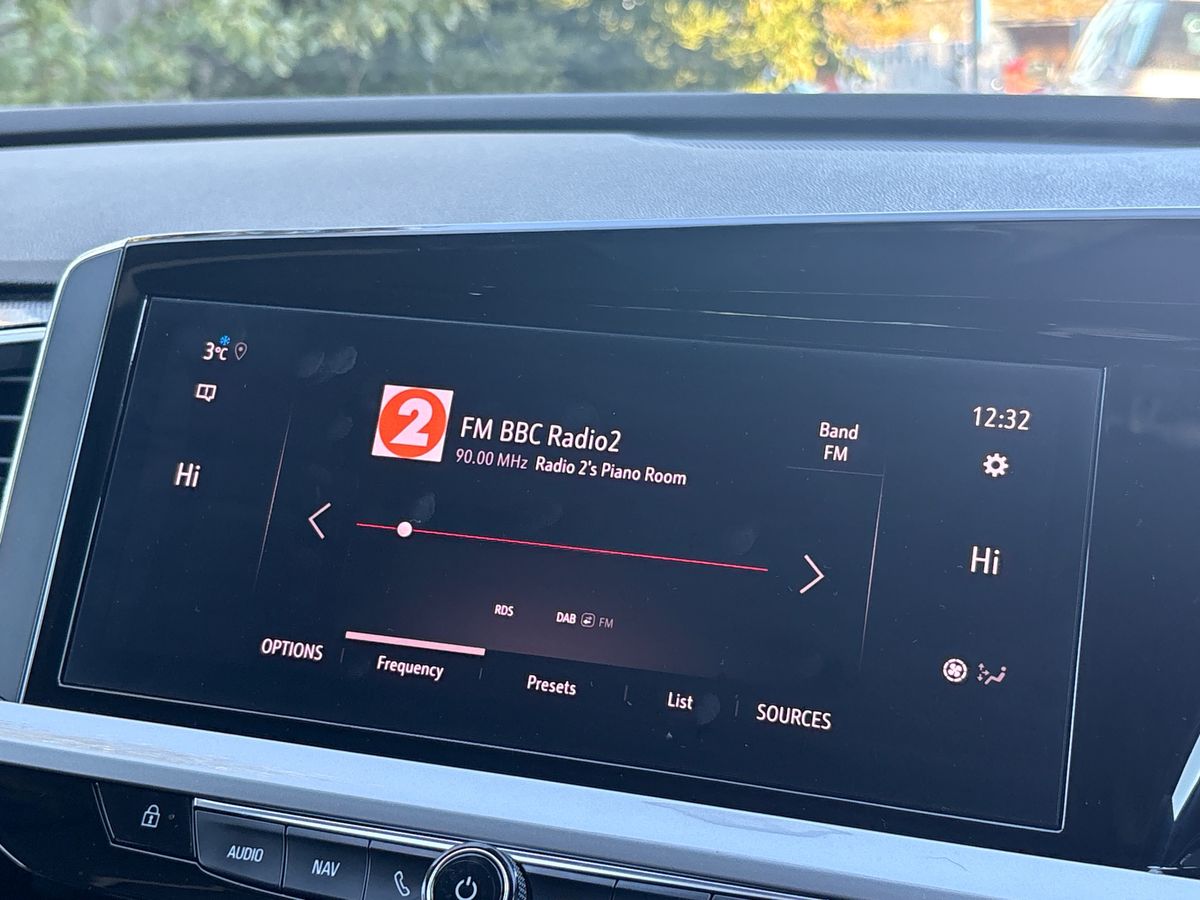 3°C
12:32
2
FM BBC Radio2
90.00 MHz Radio 2's Piano Room
Band
FM
Hi
Hi
RDS
DAB FM
OPTIONS
Frequency
Presets
List
SOURCES
AUDIO
NAV